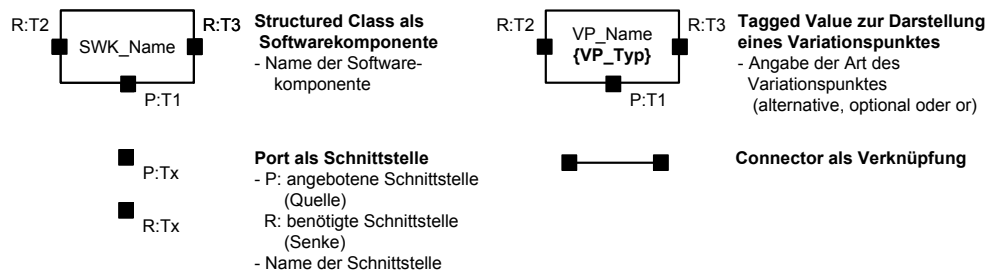 R:T2
SWK_Name
R:T3
P:T1
Structured Class als
Softwarekomponente
- Name der Software-
komponente
R:T2
VP_Name
{VP_Typ}
R:T3
P:T1
Tagged Value zur Darstellung
eines Variationspunktes
- Angabe der Art des
Variationspunktes
(alternative, optional oder or)
P:Tx
R:Tx
Port als Schnittstelle
- P: angebotene Schnittstelle
(Quelle)
R: benötigte Schnittstelle
(Senke)
- Name der Schnittstelle
Connector als Verknüpfung